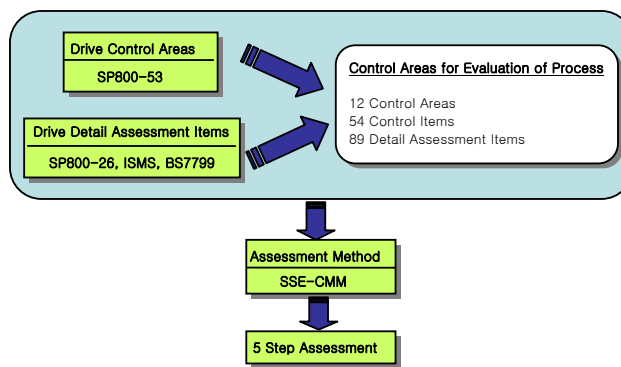 Drive Control Areas
SP800-53
Drive Detail Assessment Items
SP800-26, ISMS, BS7799
Control Areas for Evaluation of Process
12 Control Areas
54 Control Items
89 Detail Assessment Items
Assessment Method
SSE-CMM
5 Step Assessment